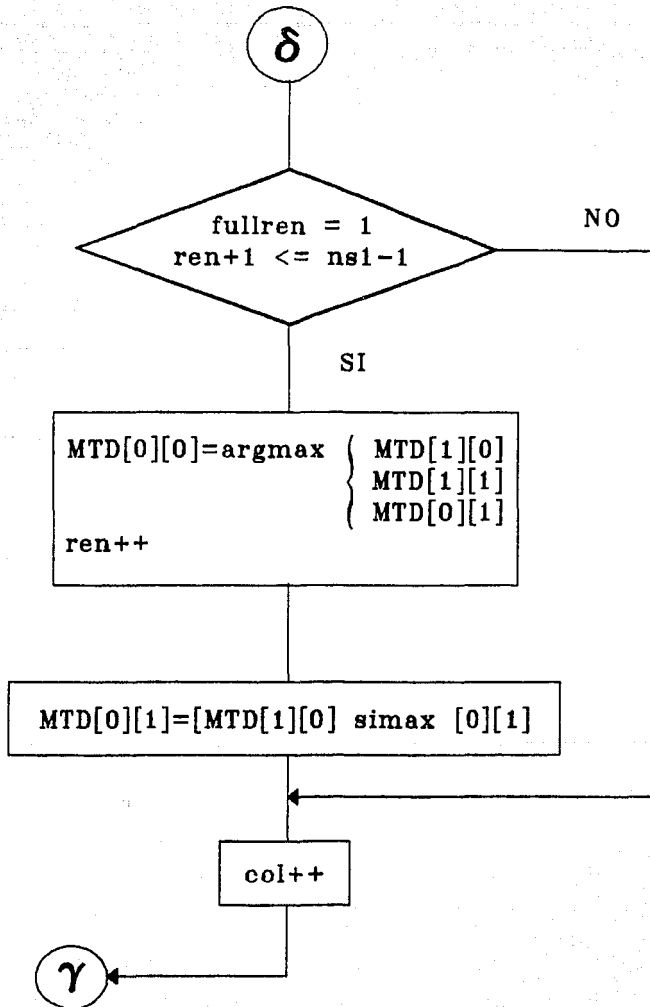 δ
fullren = 1
ren+1 <= ns1-1
NO
SI
MTD[0][0]=argmax { MTD[1][0]
MTD[1][1]
MTD[0][1]
ren++
MTD[0][1]=[MTD[1][0] simax [0][1]
col++
γ